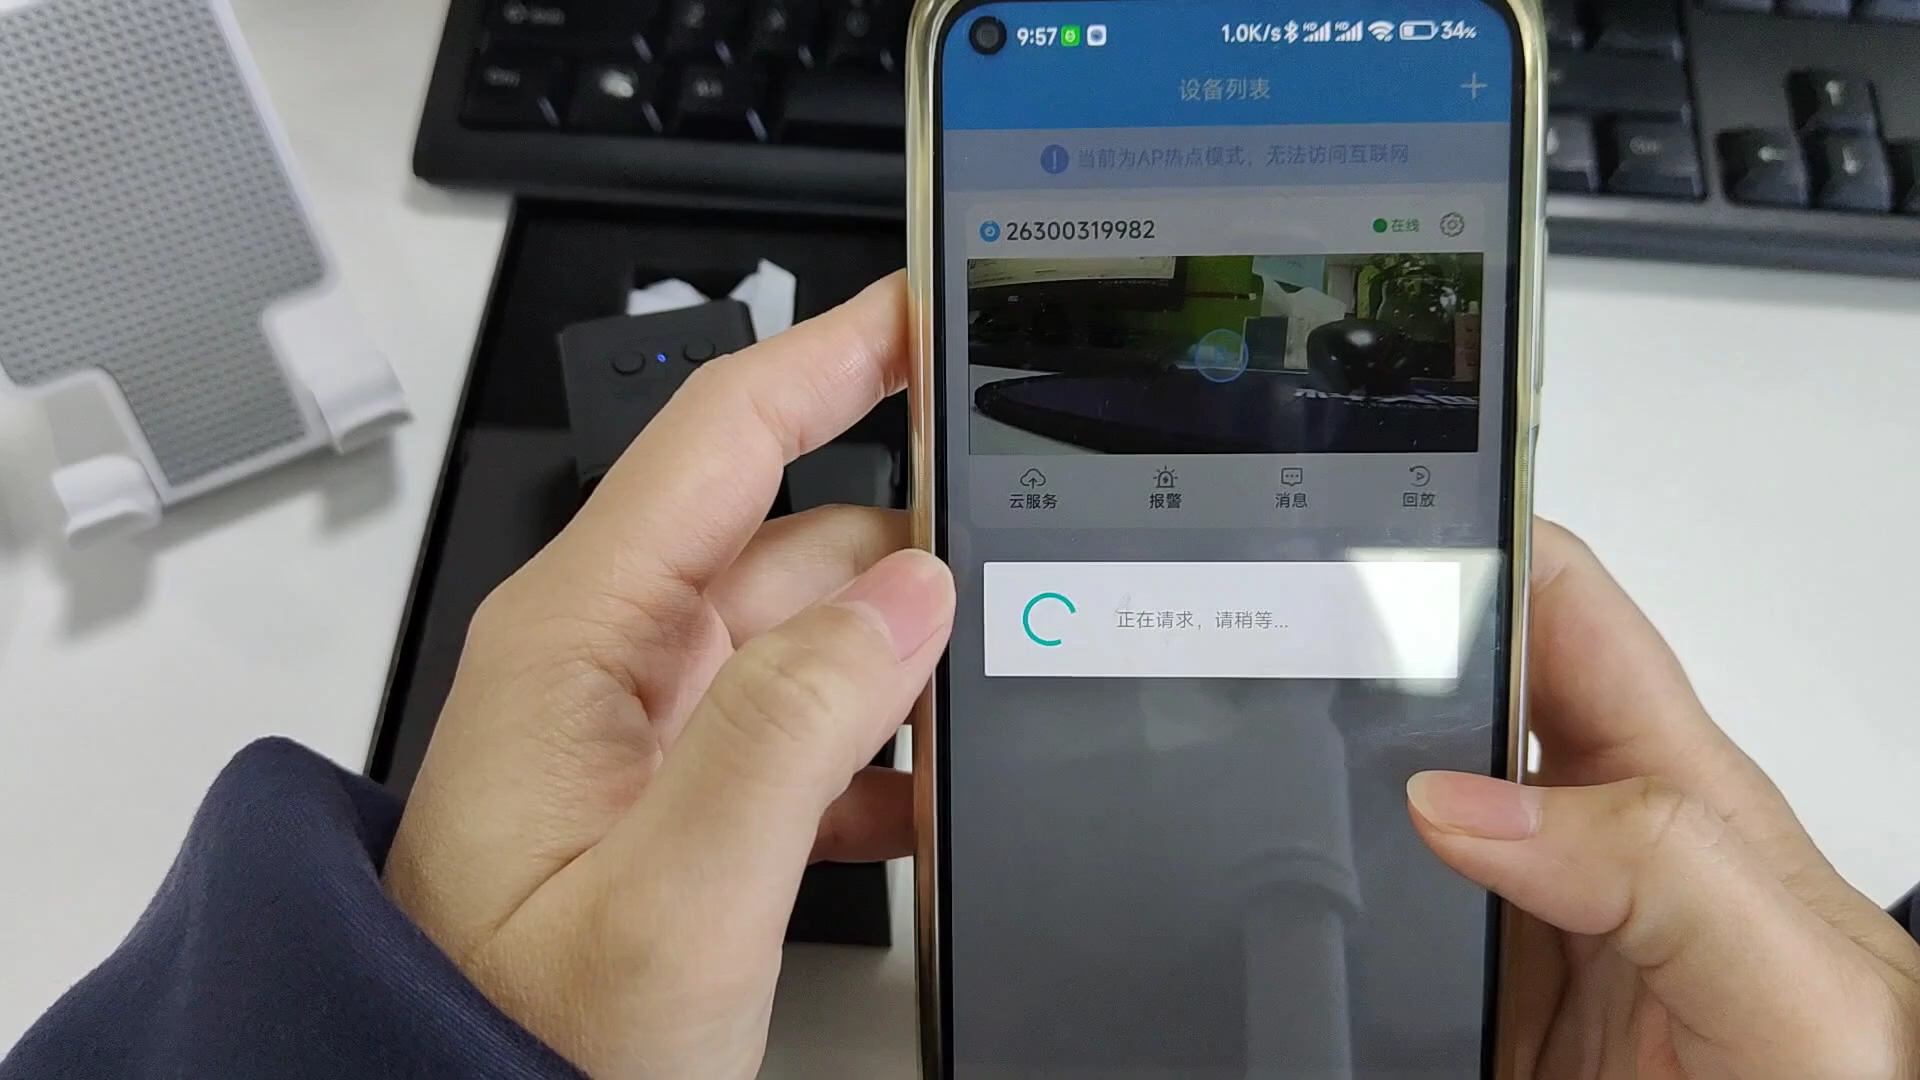 9:57 1.0K/s HD HD 34%
设备列表
当前为AP热点模式，无法访问互联网
26300319982 在线
云服务 报警 消息 回放
正在请求，请稍等...